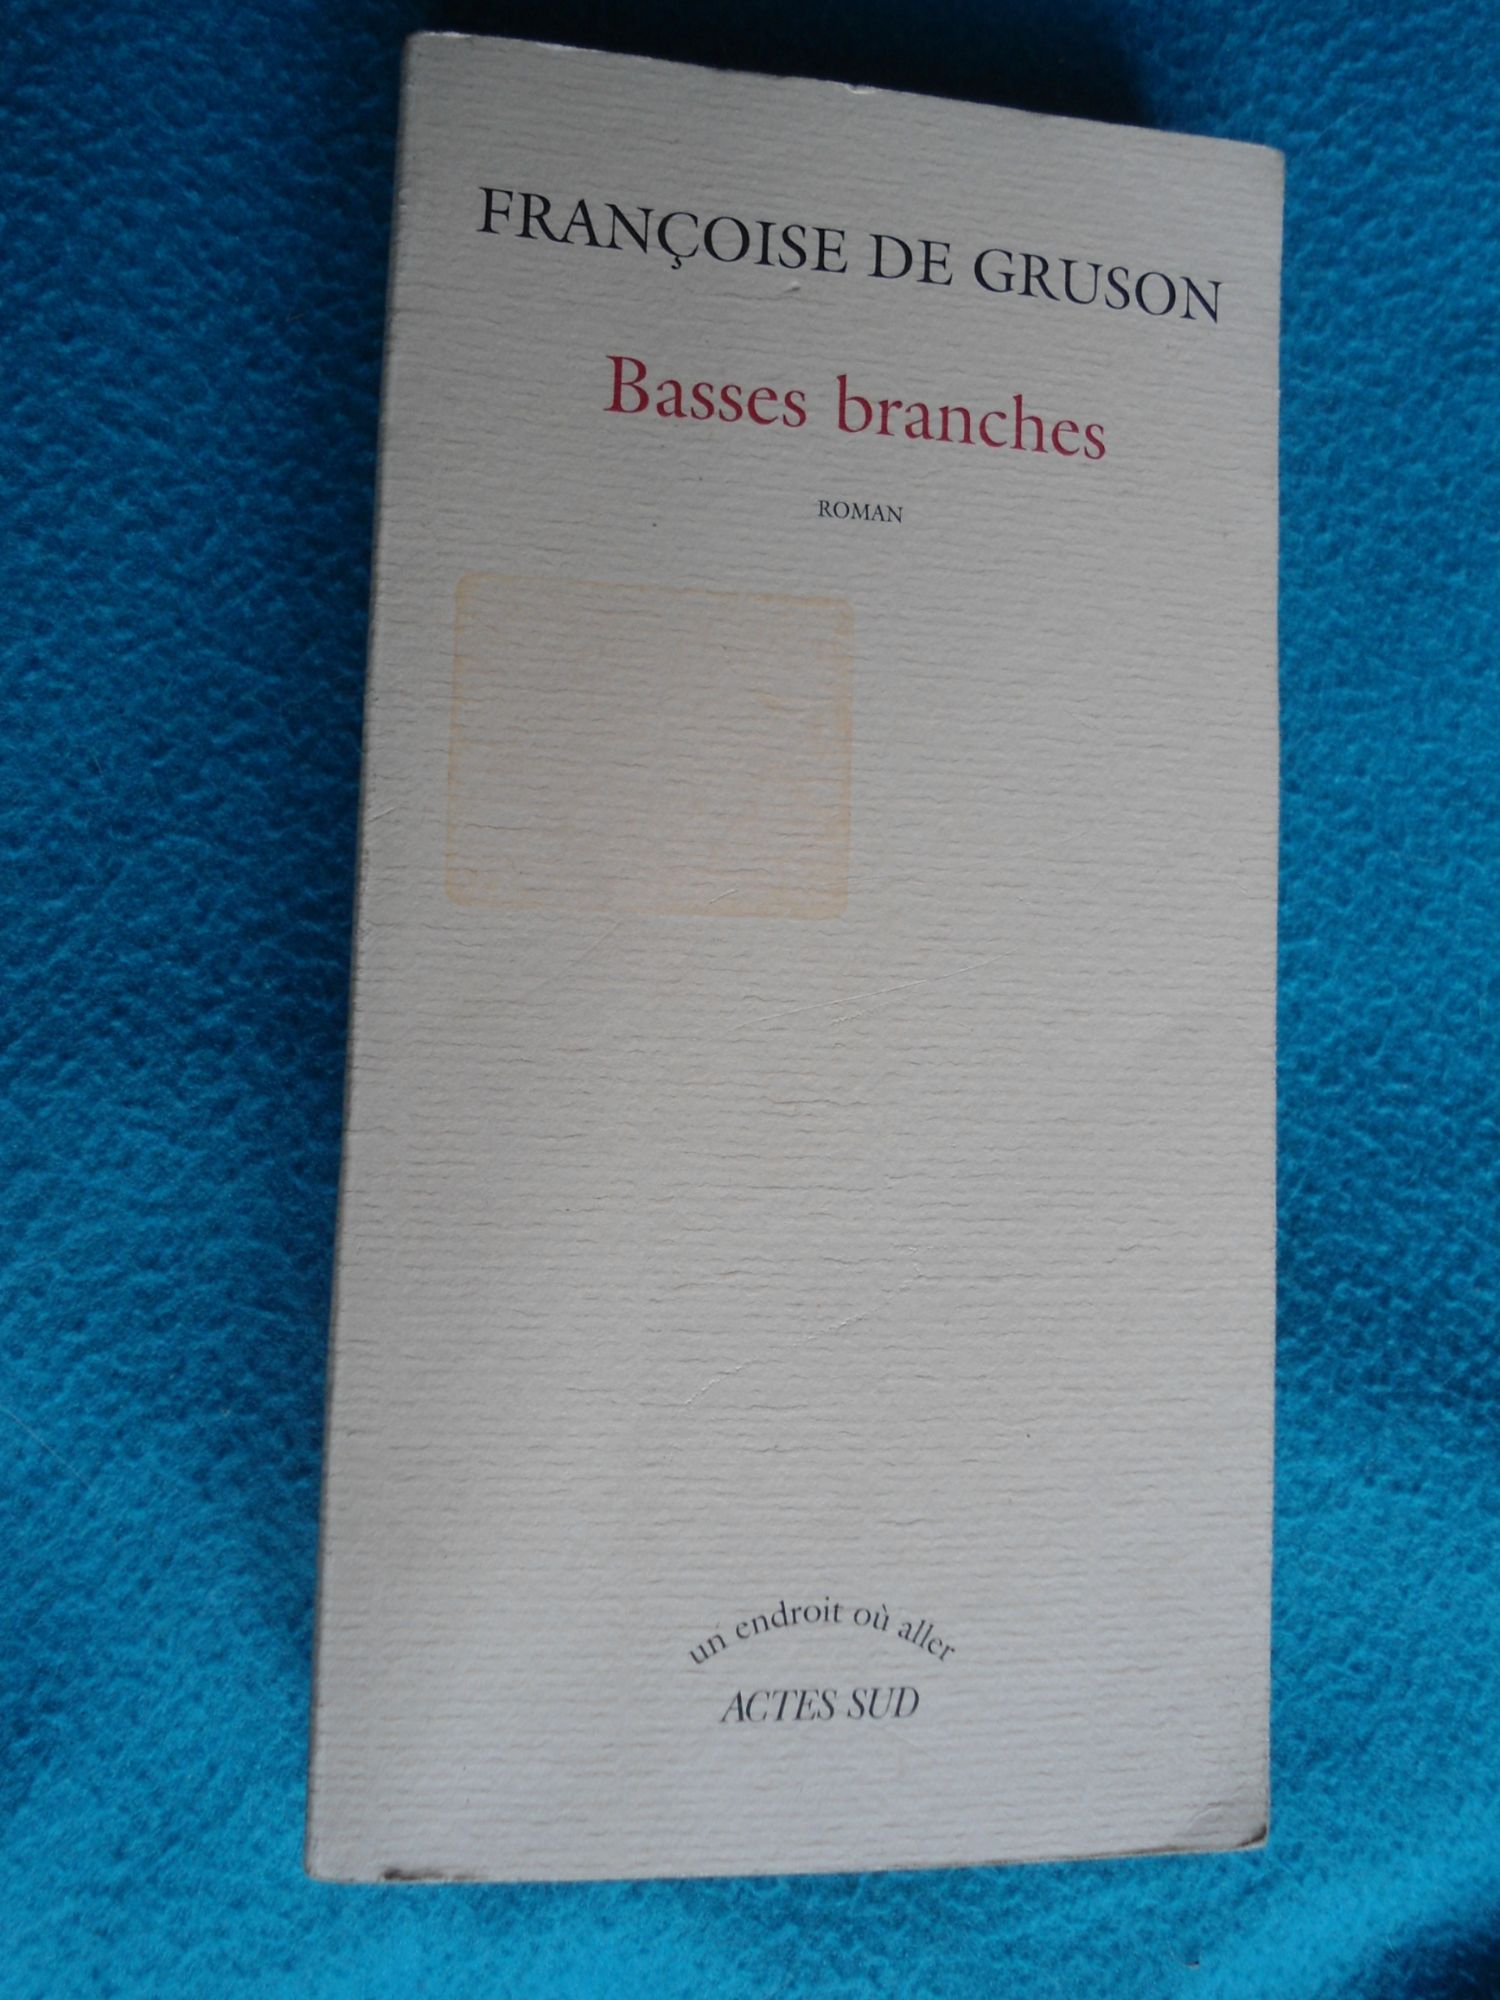 FRANÇOISE DE GRUSON
Basses branches
ROMAN
un endroit où aller
ACTES SUD